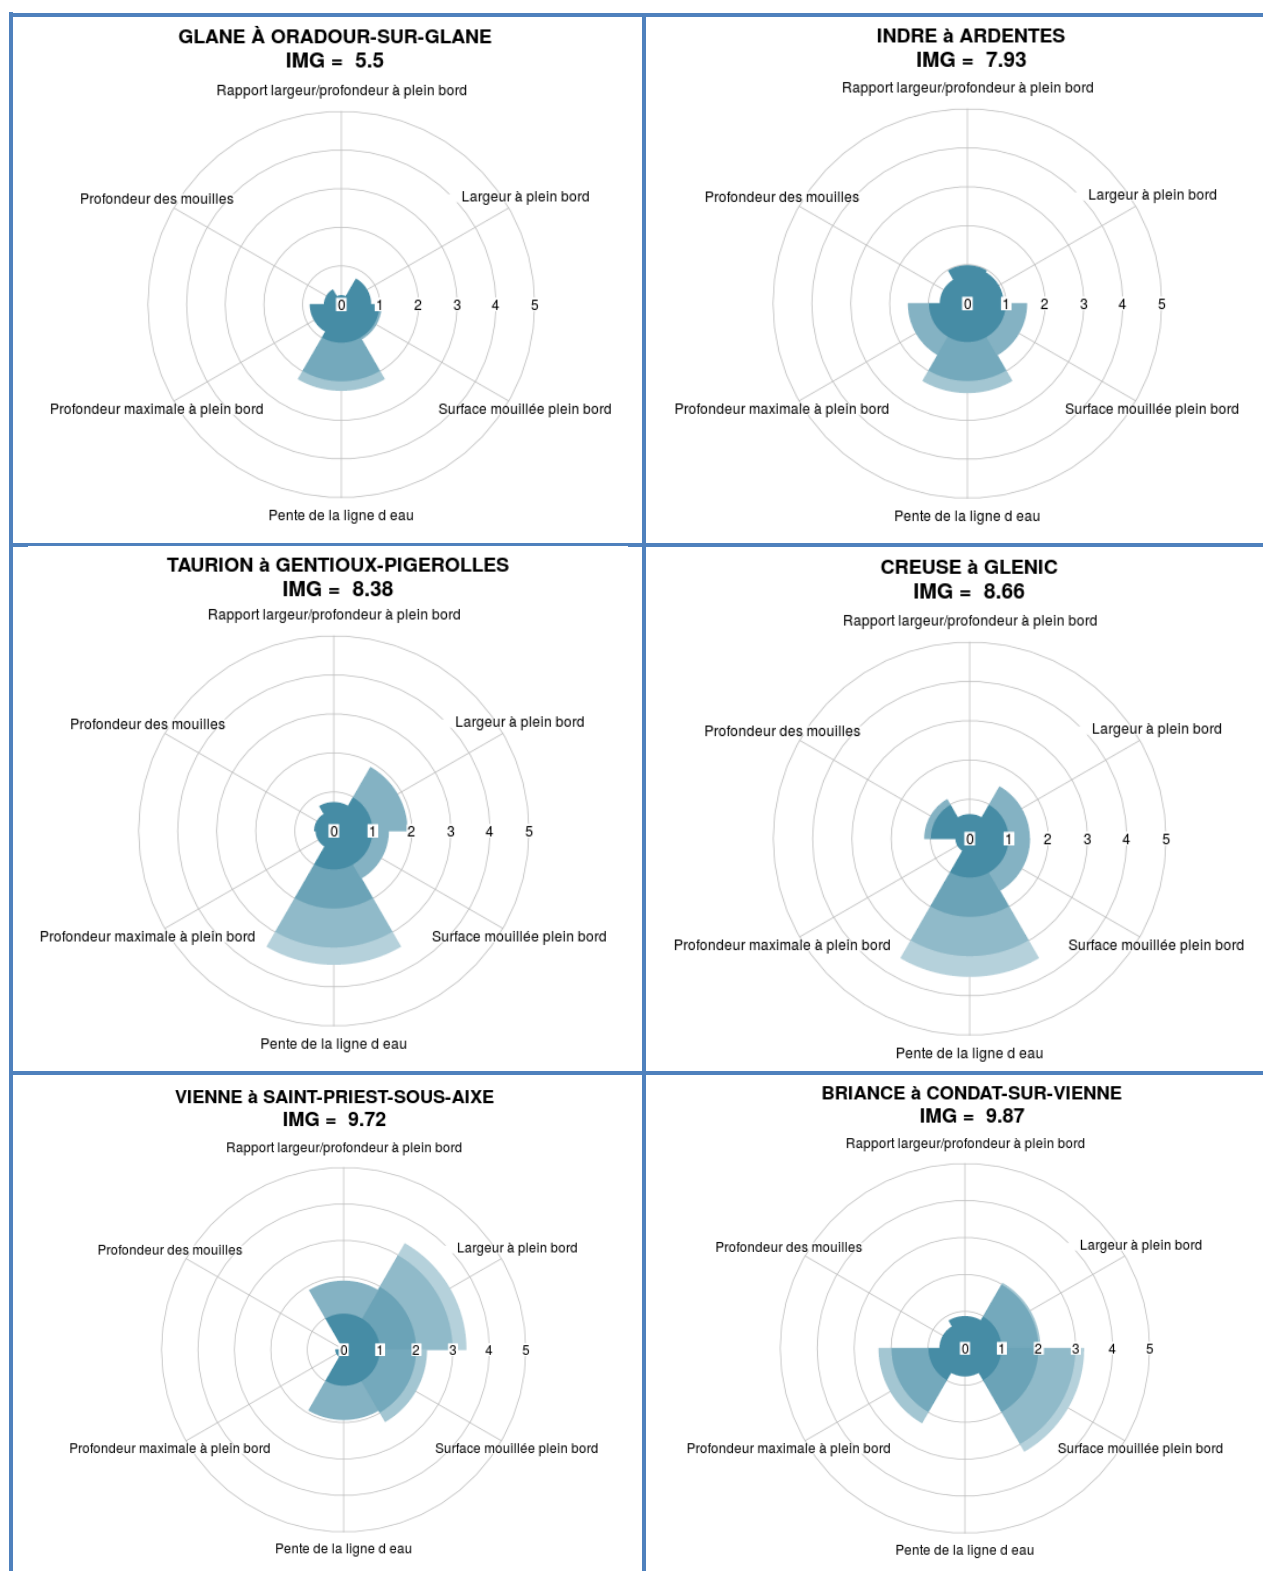 GLANE À ORADOUR-SUR-GLANE
IMG = 5.5
Rapport largeur/profondeur à plein bord
Profondeur des mouilles
Largeur à plein bord
0 1 2 3 4 5
Profondeur maximale à plein bord
Surface mouillée plein bord
Pente de la ligne d eau
INDRE à ARDENTES
IMG = 7.93
Rapport largeur/profondeur à plein bord
Profondeur des mouilles
Largeur à plein bord
0 1 2 3 4 5
Profondeur maximale à plein bord
Surface mouillée plein bord
Pente de la ligne d eau
TAURION à GENTIOUX-PIGEROLLES
IMG = 8.38
Rapport largeur/profondeur à plein bord
Profondeur des mouilles
Largeur à plein bord
0 1 2 3 4 5
Profondeur maximale à plein bord
Surface mouillée plein bord
Pente de la ligne d eau
CREUSE à GLENIC
IMG = 8.66
Rapport largeur/profondeur à plein bord
Profondeur des mouilles
Largeur à plein bord
0 1 2 3 4 5
Profondeur maximale à plein bord
Surface mouillée plein bord
Pente de la ligne d eau
VIENNE à SAINT-PRIEST-SOUS-AIXE
IMG = 9.72
Rapport largeur/profondeur à plein bord
Profondeur des mouilles
Largeur à plein bord
0 1 2 3 4 5
Profondeur maximale à plein bord
Surface mouillée plein bord
Pente de la ligne d eau
BRIANCE à CONDAT-SUR-VIENNE
IMG = 9.87
Rapport largeur/profondeur à plein bord
Profondeur des mouilles
Largeur à plein bord
0 1 2 3 4 5
Profondeur maximale à plein bord
Surface mouillée plein bord
Pente de la ligne d eau